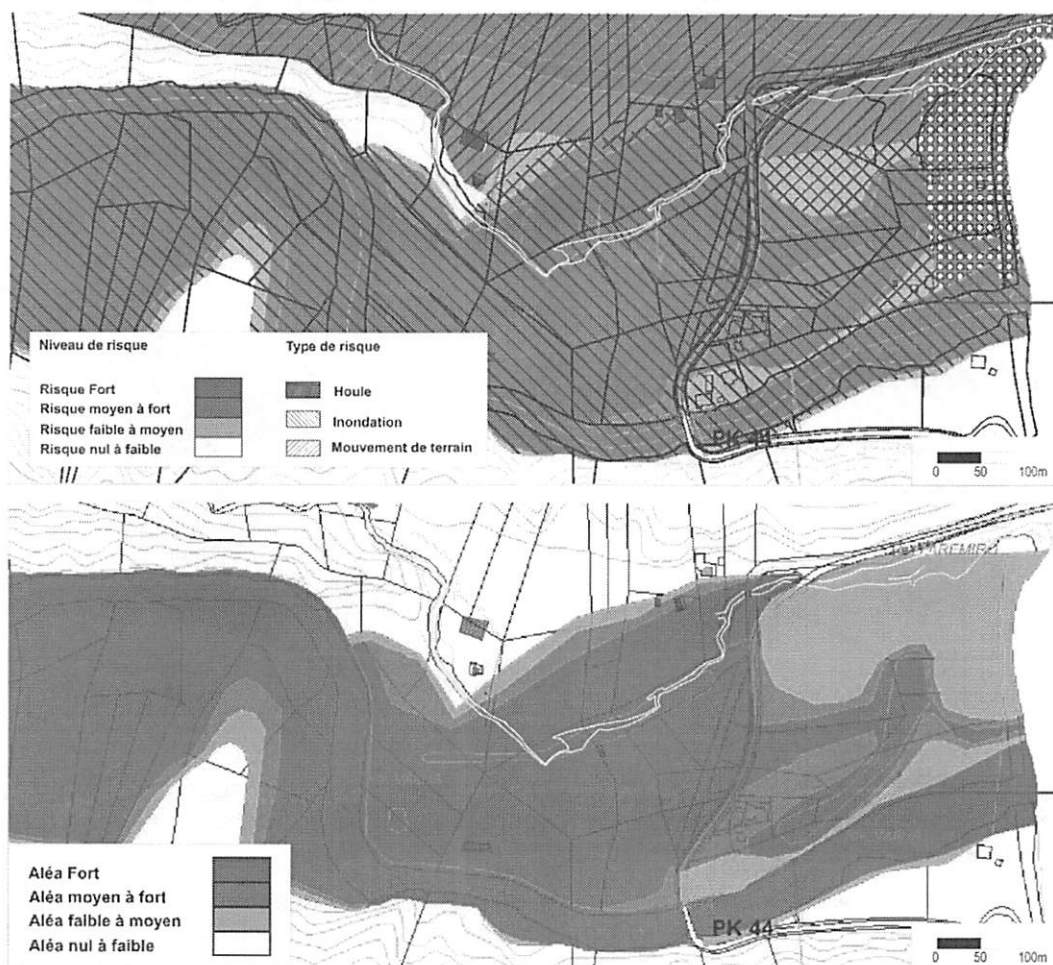 Niveau de risque
Type de risque
Risque Fort
Risque moyen à fort
Risque faible à moyen
Risque nul à faible
Houle
Inondation
Mouvement de terrain
0 50 100m
Aléa Fort
Aléa moyen à fort
Aléa faible à moyen
Aléa nul à faible
PK 44
0 50 100m